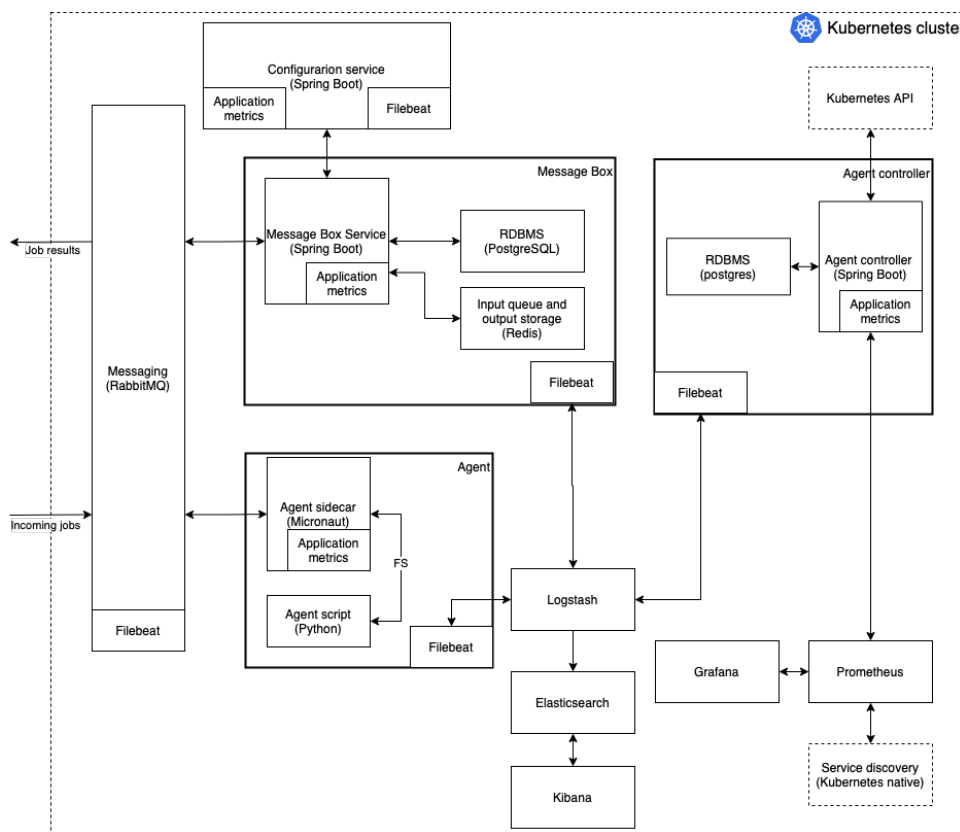 Kubernetes cluste
Configurarion service
(Spring Boot)
Application
metrics
Filebeat
Kubernetes API
Message Box
Message Box Service
(Spring Boot)
Application
metrics
RDBMS
(PostgreSQL)
Input queue and
output storage
(Redis)
Filebeat
Agent controller
RDBMS
(postgres)
Agent controller
(Spring Boot)
Application
metrics
Filebeat
Job results
Messaging
(RabbitMQ)
Incoming jobs
Filebeat
Agent
Agent sidecar
(Micronaut)
Application
metrics
FS
Agent script
(Python)
Filebeat
Logstash
Elasticsearch
Kibana
Grafana
Prometheus
Service discovery
(Kubernetes native)